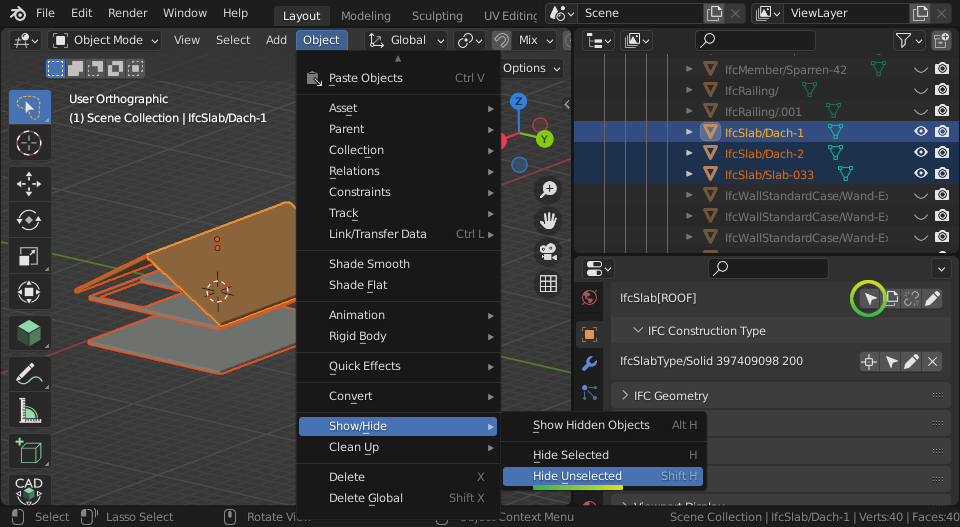 File Edit Render Window Help Layout Modeling Sculpting UV Editing Scene ViewLayer
Object Mode View Select Add Object Global Mix
Options
User Orthographic
(1) Scene Collection | IfcSlab/Dach-1
Z
Y
CAD
Paste Objects Ctrl V
Asset
Parent
Collection
Relations
Constraints
Track
Link/Transfer Data Ctrl L
Shade Smooth
Shade Flat
Animation
Rigid Body
Quick Effects
Convert
Show/Hide
Clean Up
Delete X
Delete Global Shift X
Show Hidden Objects Alt H
Hide Selected H
Hide Unselected Shift H
IfcMember/Sparren-42
IfcRailing/
IfcRailing/.001
IfcSlab/Dach-1
IfcSlab/Dach-2
IfcSlab/Slab-033
IfcWallStandardCase/Wand-Ex
IfcWallStandardCase/Wand-Ex
IfcWallStandardCase/Wand-Ex
IfcSlab[ROOF]
IFC Construction Type
IfcSlabType/Solid 397409098 200
IFC Geometry
Viewport Display
Select Lasso Select Rotate View Object Context Menu Scene Collection | IfcSlab/Dach-1 | Verts:40 | Faces:40